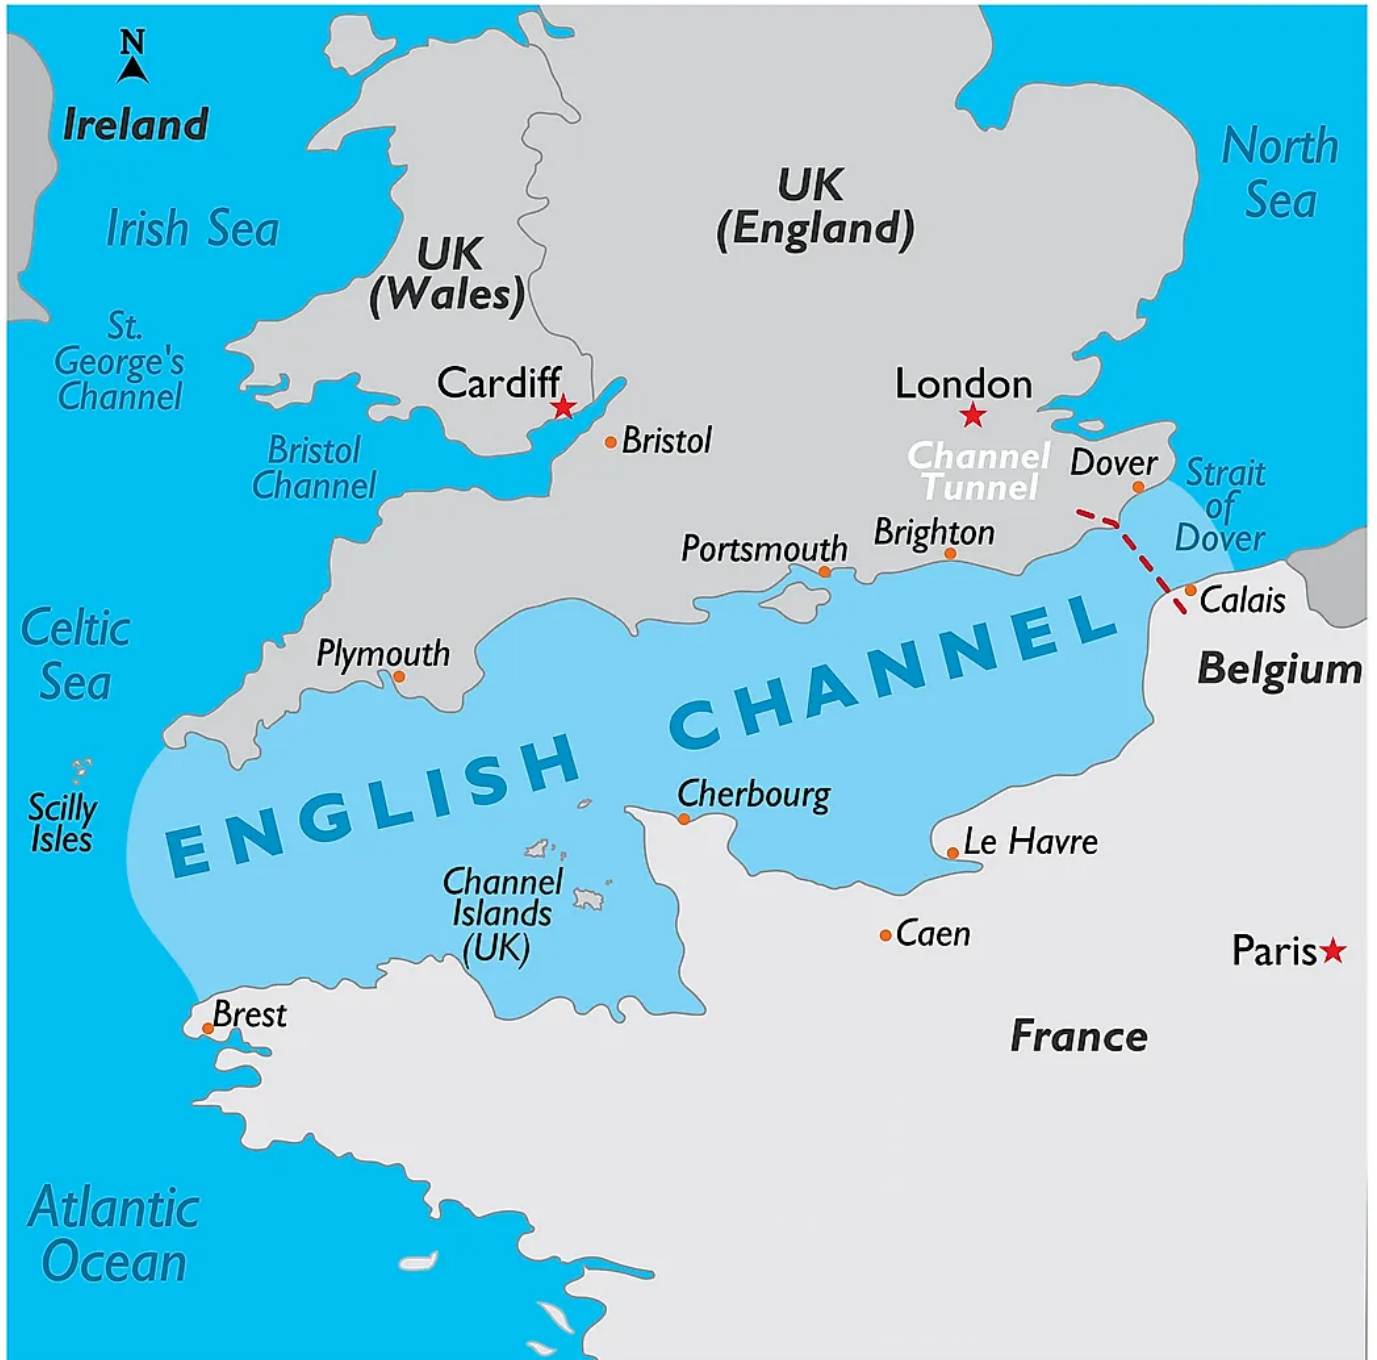 N
Ireland
North
Sea
UK
(England)
Irish Sea
UK
(Wales)
St.
George's
Channel
Cardiff
London
Bristol
Channel
Bristol
Channel
Tunnel
Dover
Strait
of
Dover
Portsmouth
Brighton
Calais
Celtic
Sea
Plymouth
Belgium
ENGLISH CHANNEL
Scilly
Isles
Cherbourg
Le Havre
Channel
Islands
(UK)
Caen
Paris
Brest
France
Atlantic
Ocean